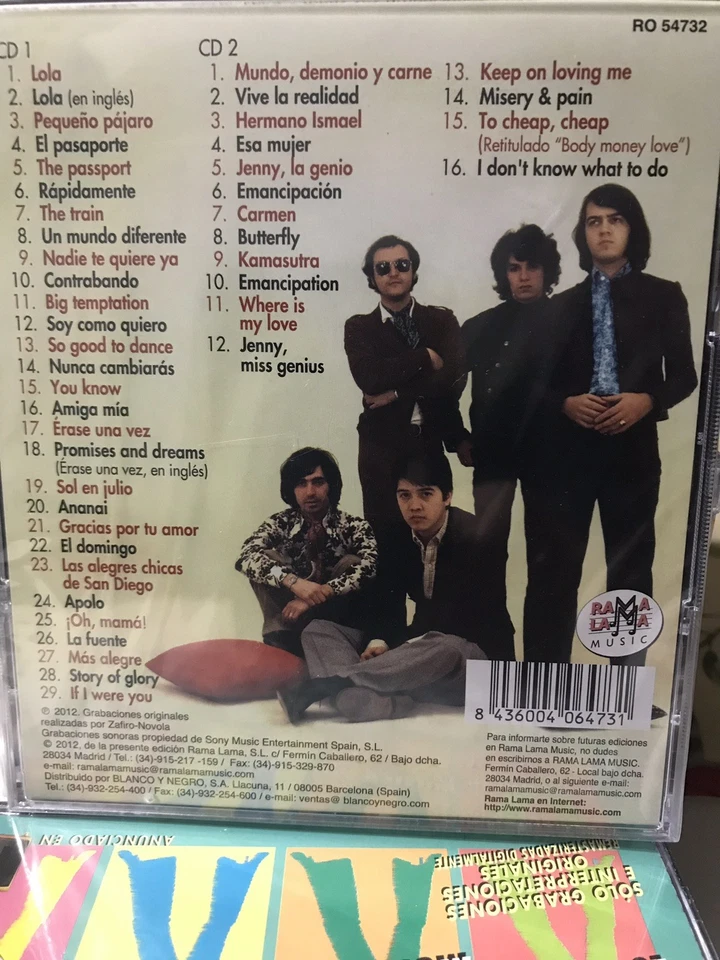 RO 54732
CD 1
1. Lola
2. Lola (en inglés)
3. Pequeño pájaro
4. El pasaporte
5. The passport
6. Rápidamente
7. The train
8. Un mundo diferente
9. Nadie te quiere ya
10. Contrabando
11. Big temptation
12. Soy como quiero
13. So good to dance
14. Nunca cambiarás
15. You know
16. Amiga mía
17. Érase una vez
18. Promises and dreams
(Érase una vez, en inglés)
19. Sol en julio
20. Ananai
21. Gracias por tu amor
22. El domingo
23. Las alegres chicas
de San Diego
24. Apolo
25. ¡Oh, mamá!
26. La fuente
27. Más alegre
28. Story of glory
29. If I were you
CD 2
1. Mundo, demonio y carne
2. Vive la realidad
3. Hermano Ismael
4. Esa mujer
5. Jenny, la genio
6. Emancipación
7. Carmen
8. Butterfly
9. Kamasutra
10. Emancipation
11. Where is
my love
12. Jenny,
miss genius
13. Keep on loving me
14. Misery & pain
15. To cheap, cheap
(Retitulado "Body money love")
16. I don't know what to do
RAMA
LAMA
MUSIC
8 436004 064731
℗ 2012. Grabaciones originales
realizadas por Zafiro-Novola
Grabaciones sonoras propiedad de Sony Music Entertainment Spain, S.L.
© 2012, de la presente edición Rama Lama, S.L. c/ Fermín Caballero, 62 / Bajo dcha.
28034 Madrid / Tels.: (34)-915-217 -159 / Fax: (34)-915-329-870
e-mail: ramalamamusic@ramalamamusic.com
Distribuido por BLANCO Y NEGRO, S.A. Llacuna, 11 / 08005 Barcelona (Spain)
Tel.: (34)-932-254-400 / Fax: (34)-932-254-600 / e-mail: ventas@ blancoynegro.com
Para informarte sobre futuras ediciones
en Rama Lama Music, no dudes
en escribirnos a RAMA LAMA MUSIC.
Fermín Caballero, 62 - Local bajo dcha.
28034 Madrid, o al siguiente e-mail:
ramalamamusic@ramalamamusic.com
Rama Lama en Internet:
http://www.ramalamamusic.com
ANUNCIADO EN
SÓLO GRABACIONES
E INTERPRETACIONES
ORIGINALES
REMASTERIZADAS DIGITALMENTE